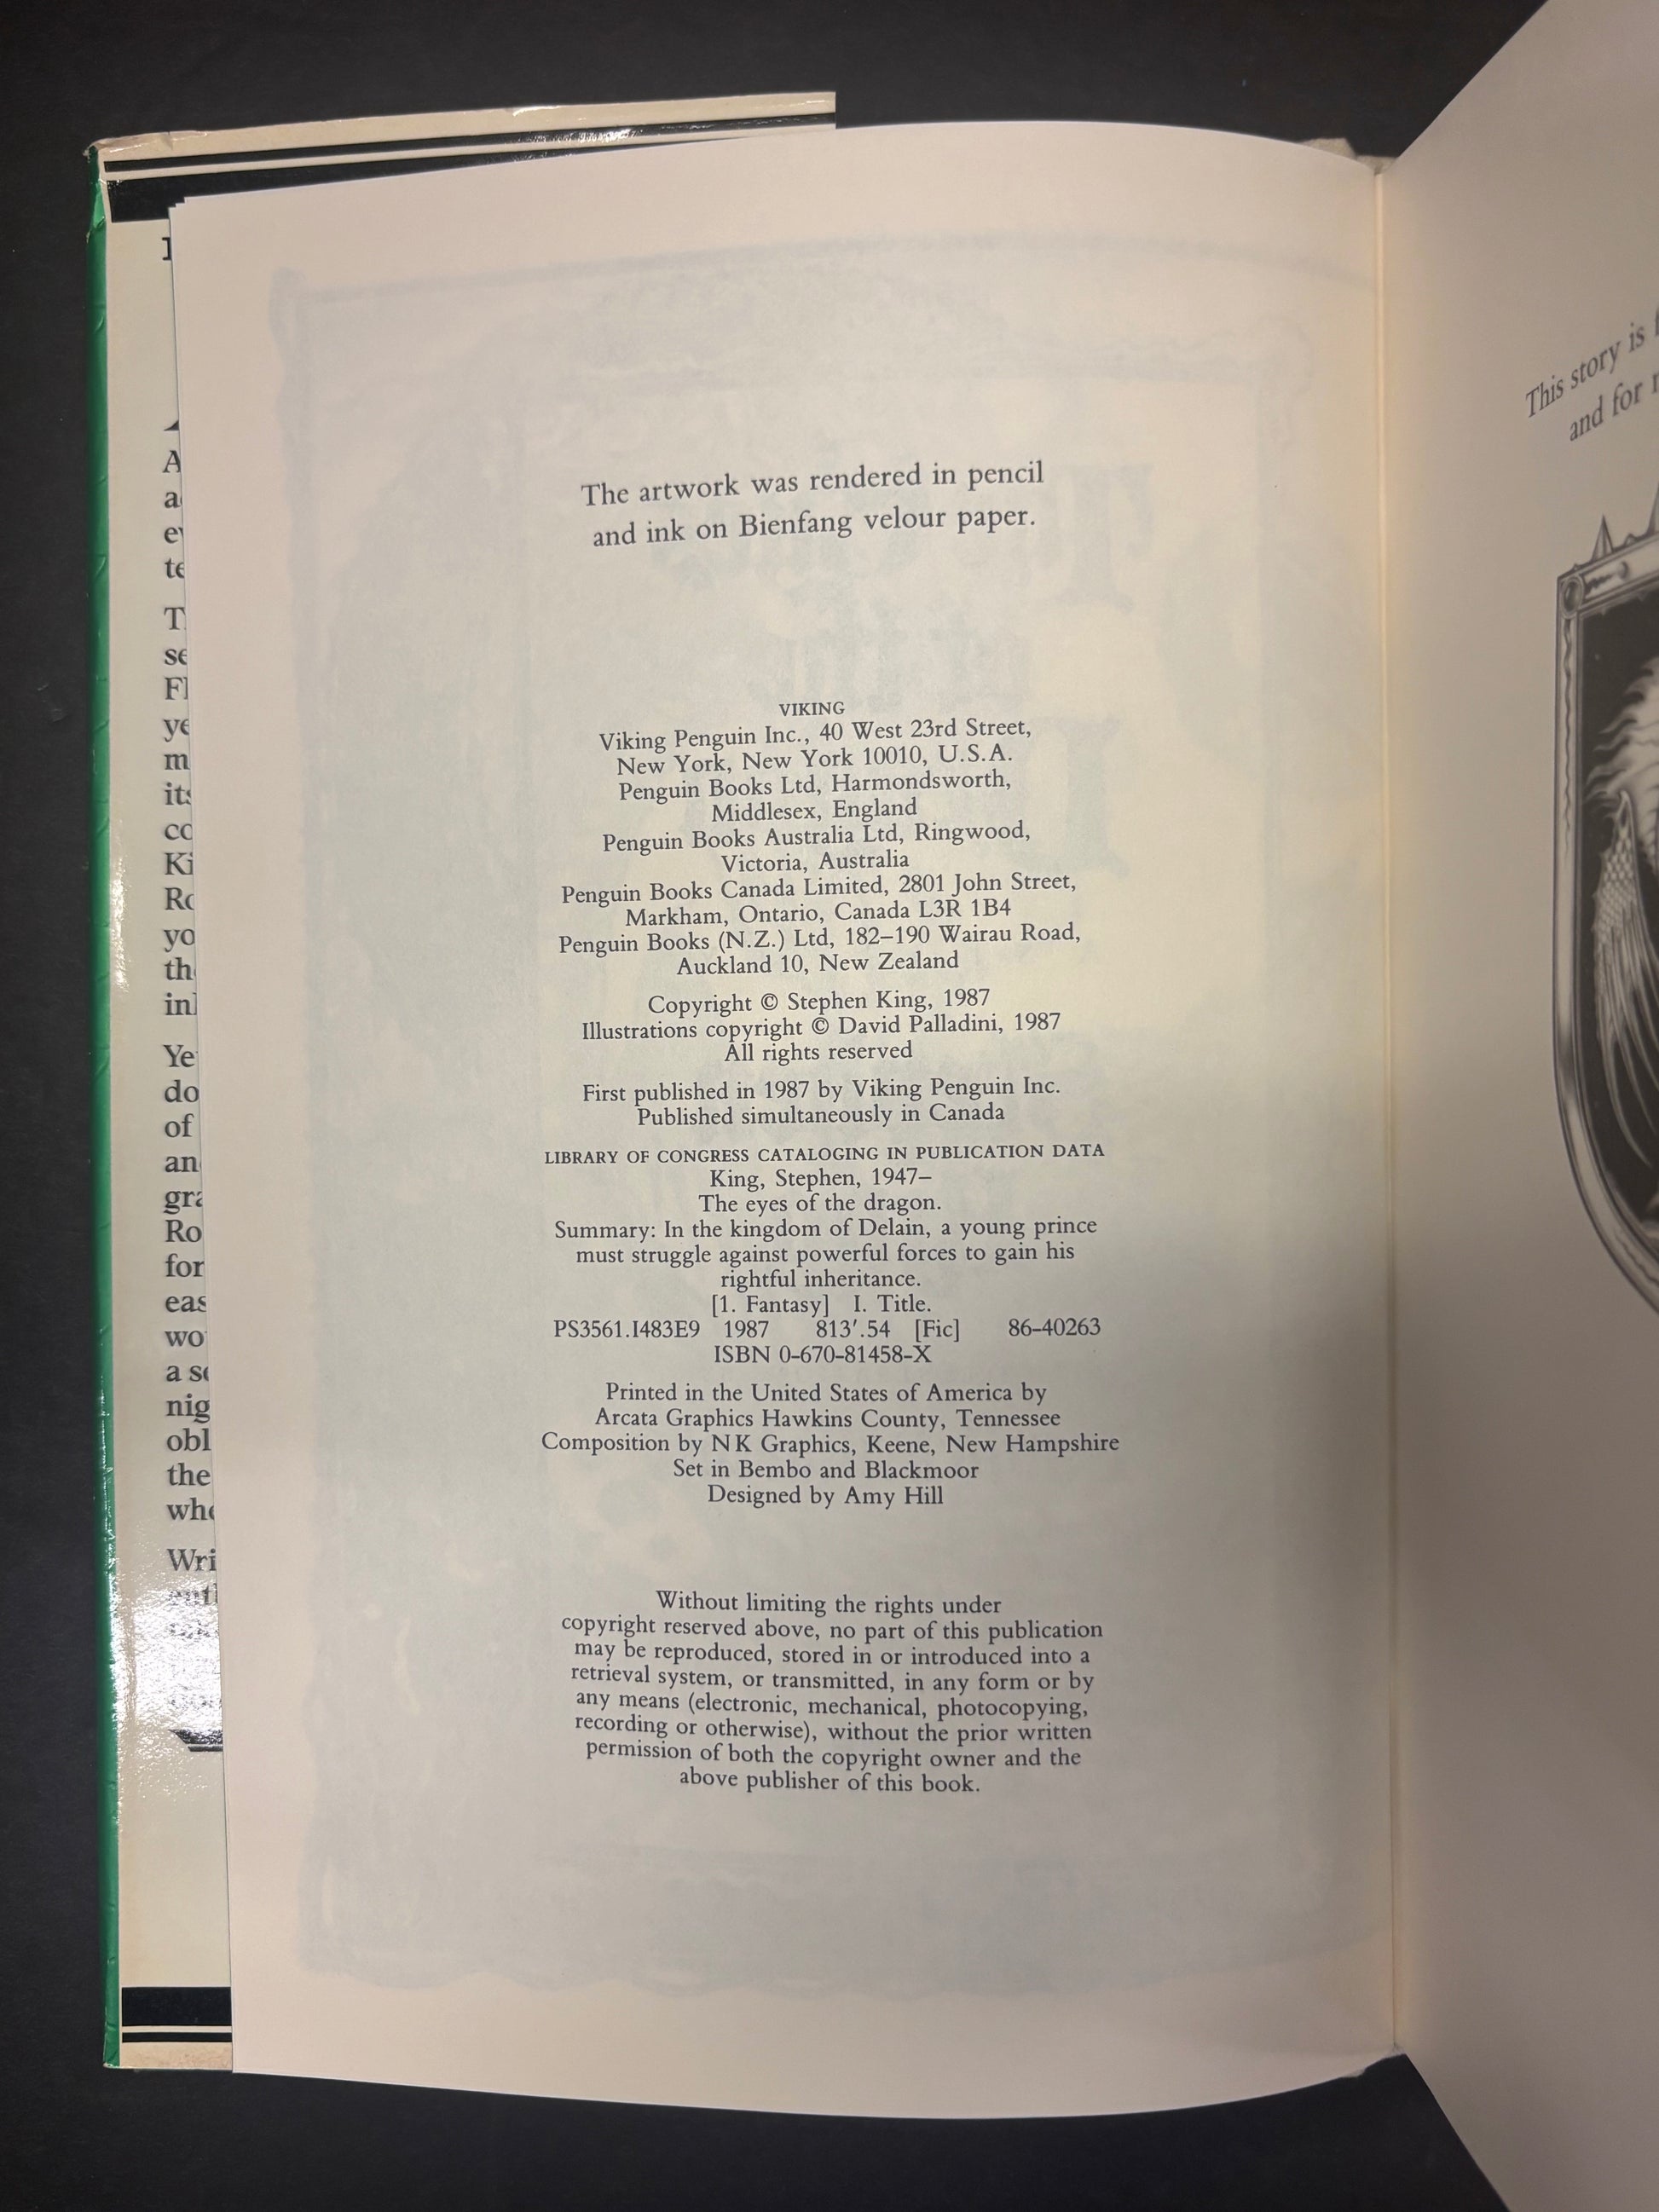 The artwork was rendered in pencil
and ink on Bienfang velour paper.
VIKING
Viking Penguin Inc., 40 West 23rd Street,
New York, New York 10010, U.S.A.
Penguin Books Ltd, Harmondsworth,
Middlesex, England
Penguin Books Australia Ltd, Ringwood,
Victoria, Australia
Penguin Books Canada Limited, 2801 John Street,
Markham, Ontario, Canada L3R 1B4
Penguin Books (N.Z.) Ltd, 182–190 Wairau Road,
Auckland 10, New Zealand
Copyright © Stephen King, 1987
Illustrations copyright © David Palladini, 1987
All rights reserved
First published in 1987 by Viking Penguin Inc.
Published simultaneously in Canada
LIBRARY OF CONGRESS CATALOGING IN PUBLICATION DATA
King, Stephen, 1947–
The eyes of the dragon.
Summary: In the kingdom of Delain, a young prince
must struggle against powerful forces to gain his
rightful inheritance.
[1. Fantasy] I. Title.
PS3561.I483E9 1987 813′.54 [Fic] 86–40263
ISBN 0-670-81458-X
Printed in the United States of America by
Arcata Graphics Hawkins County, Tennessee
Composition by NK Graphics, Keene, New Hampshire
Set in Bembo and Blackmoor
Designed by Amy Hill
Without limiting the rights under
copyright reserved above, no part of this publication
may be reproduced, stored in or introduced into a
retrieval system, or transmitted, in any form or by
any means (electronic, mechanical, photocopying,
recording or otherwise), without the prior written
permission of both the copyright owner and the
above publisher of this book.
This story is
and for